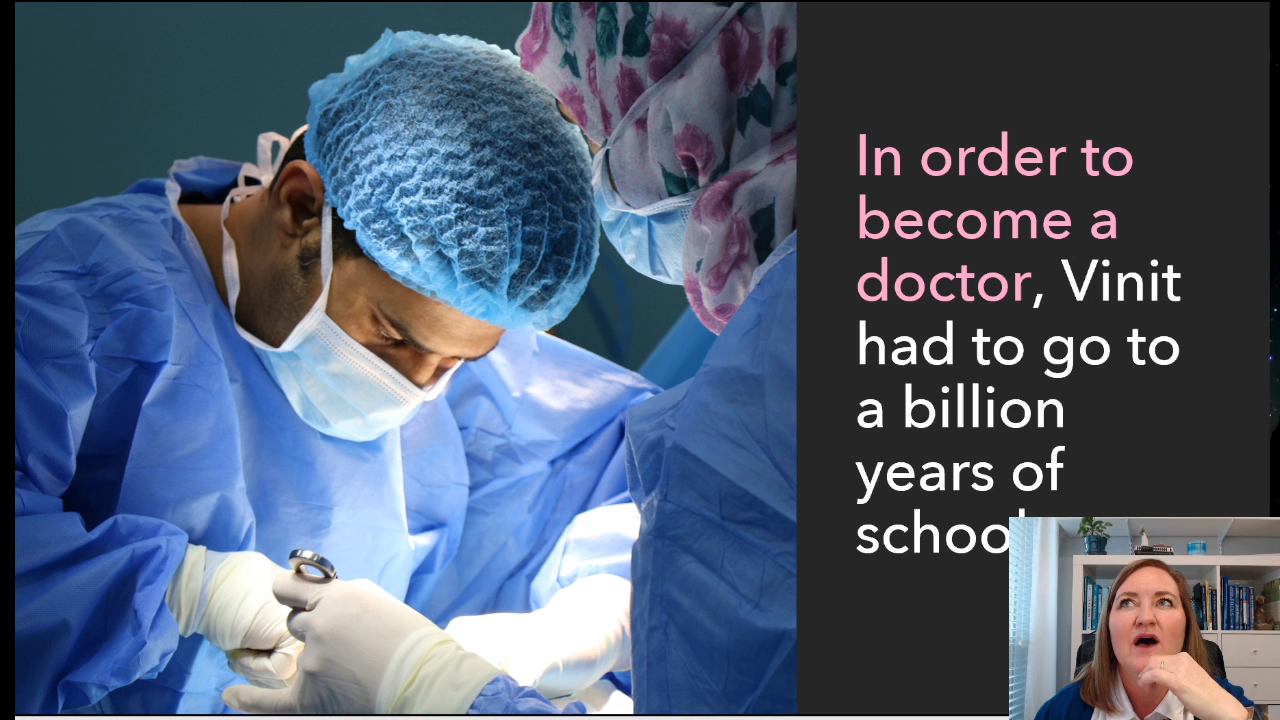 In order to
become a
doctor, Vinit
had to go to
a billion
years of